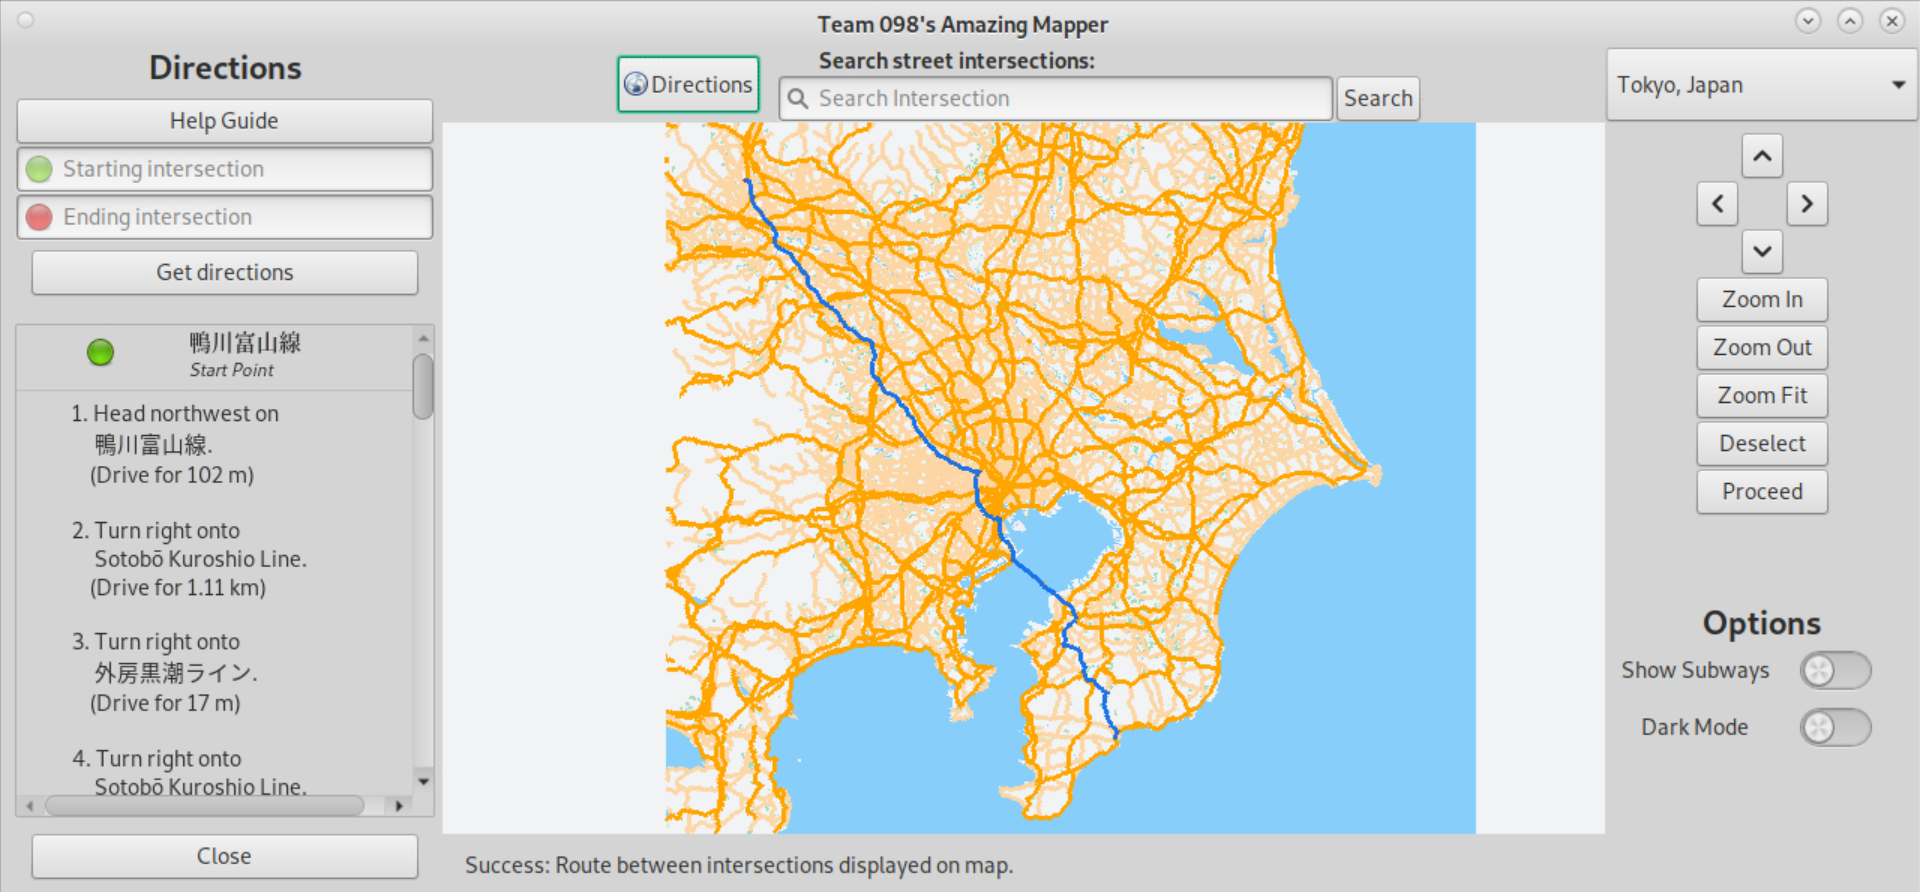 Team 098's Amazing Mapper
Directions
Help Guide
Starting intersection
Ending intersection
Get directions
鴨川富山線
Start Point
1. Head northwest on
鴨川富山線.
(Drive for 102 m)
2. Turn right onto
Sotobō Kuroshio Line.
(Drive for 1.11 km)
3. Turn right onto
外房黒潮ライン.
(Drive for 17 m)
4. Turn right onto
Sotobō Kuroshio Line.
Close
Directions
Search street intersections:
Search Intersection
Search
Success: Route between intersections displayed on map.
Tokyo, Japan
Zoom In
Zoom Out
Zoom Fit
Deselect
Proceed
Options
Show Subways
Dark Mode